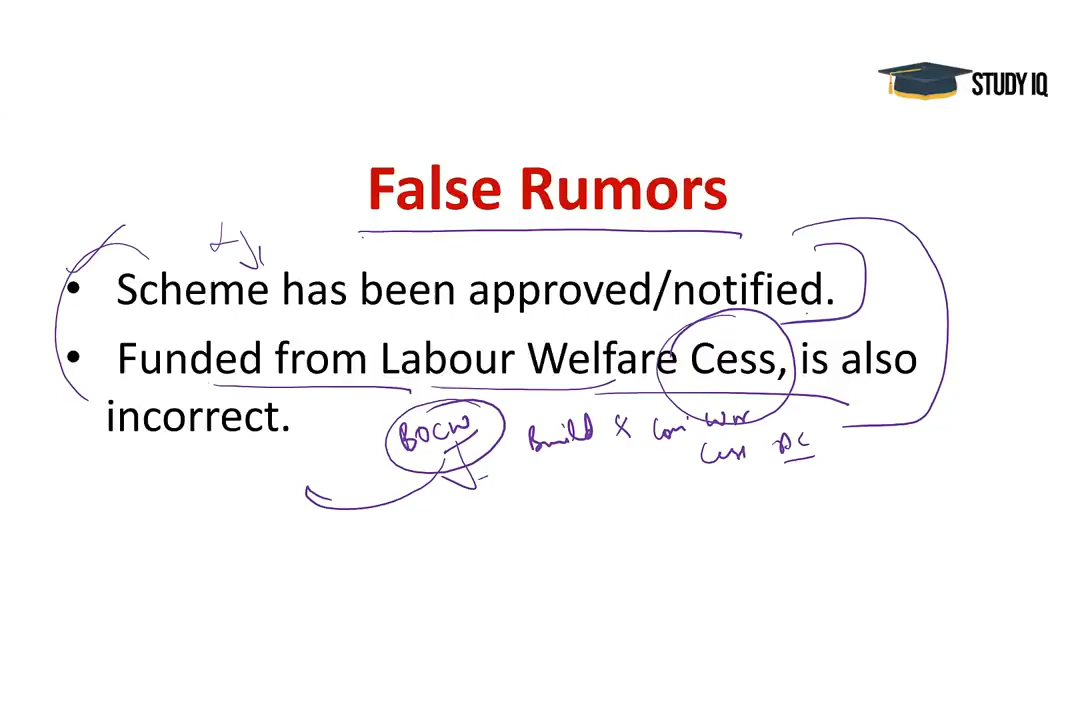 STUDY IQ
False Rumors
• Scheme has been approved/notified.
• Funded from Labour Welfare Cess, is also
incorrect.
BOCW Build & Con Wor
Cess Ac